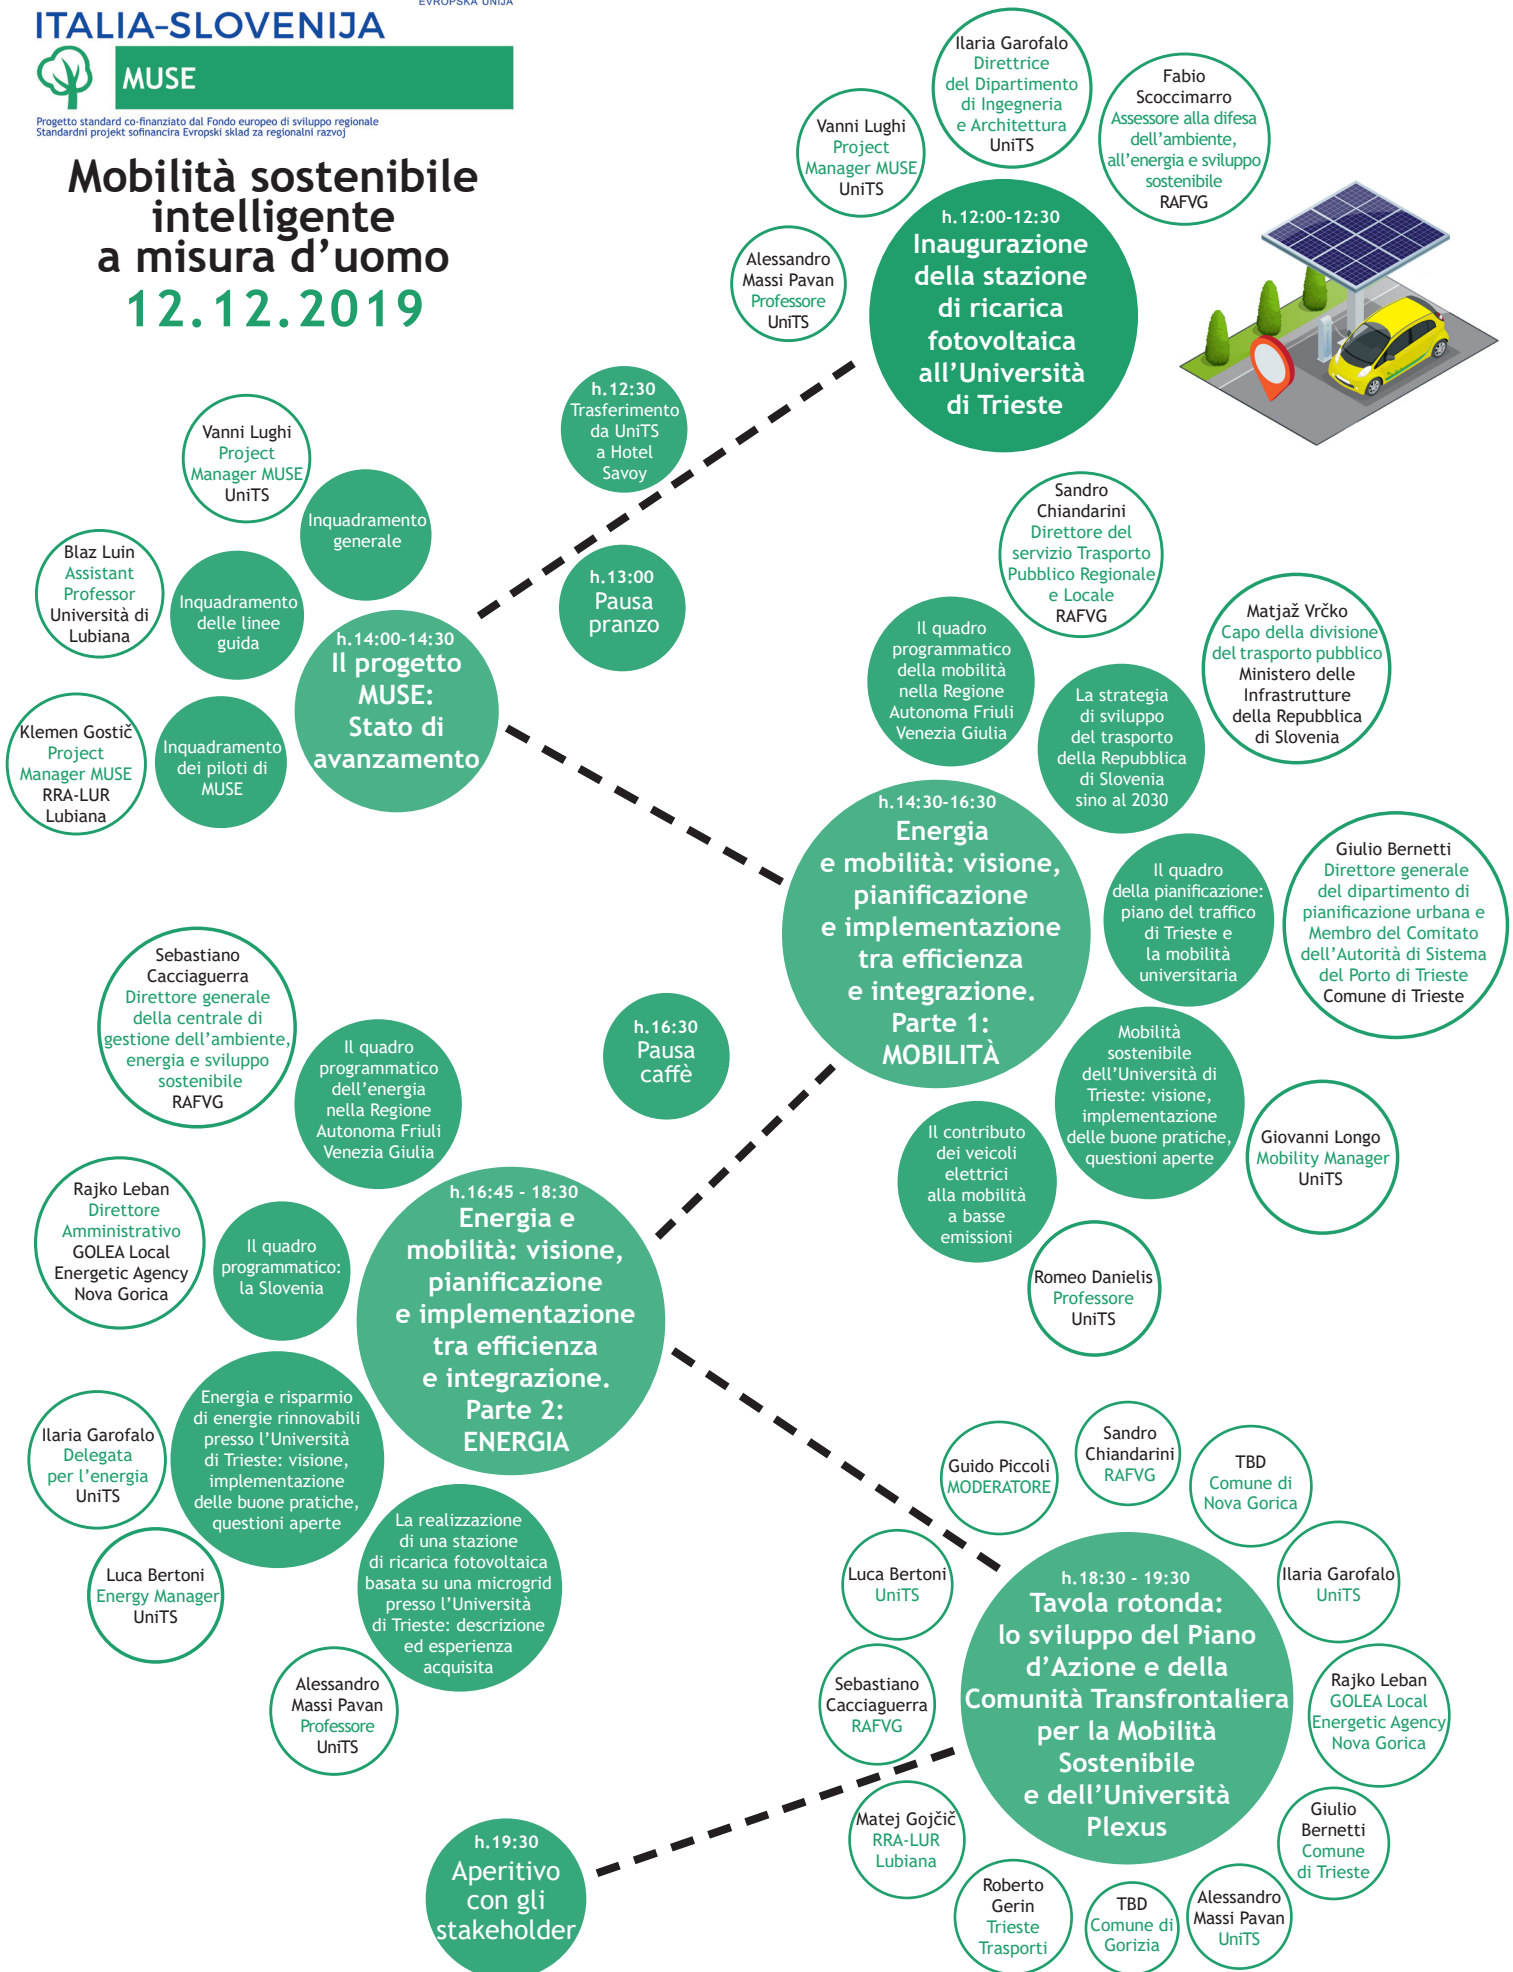 EVROPSKA UNIJA
ITALIA-SLOVENIJA
MUSE
Progetto standard co-finanziato dal Fondo europeo di sviluppo regionale
Standardni projekt sofinancira Evropski sklad za regionalni razvoj
Mobilità sostenibile
intelligente
a misura d'uomo
12.12.2019
Ilaria Garofalo
Direttrice
del Dipartimento
di Ingegneria
e Architettura
UniTS
Fabio
Scoccimarro
Assessore alla difesa
dell'ambiente,
all'energia e sviluppo
sostenibile
RAFVG
Vanni Lughi
Project
Manager MUSE
UniTS
Alessandro
Massi Pavan
Professore
UniTS
h.12:00-12:30
Inaugurazione
della stazione
di ricarica
fotovoltaica
all'Università
di Trieste
h.12:30
Trasferimento
da UniTS
a Hotel
Savoy
h.13:00
Pausa
pranzo
Vanni Lughi
Project
Manager MUSE
UniTS
Inquadramento
generale
Blaz Luin
Assistant
Professor
Università di
Lubiana
Inquadramento
delle linee
guida
Klemen Gostič
Project
Manager MUSE
RRA-LUR
Lubiana
Inquadramento
dei piloti di
MUSE
h.14:00-14:30
Il progetto
MUSE:
Stato di
avanzamento
Sandro
Chiandarini
Direttore del
servizio Trasporto
Pubblico Regionale
e Locale
RAFVG
Il quadro
programmatico
della mobilità
nella Regione
Autonoma Friuli
Venezia Giulia
Matjaž Vrčko
Capo della divisione
del trasporto pubblico
Ministero delle
Infrastrutture
della Repubblica
di Slovenia
La strategia
di sviluppo
del trasporto
della Repubblica
di Slovenia
sino al 2030
h.14:30-16:30
Energia
e mobilità: visione,
pianificazione
e implementazione
tra efficienza
e integrazione.
Parte 1:
MOBILITÀ
Il quadro
della pianificazione:
piano del traffico
di Trieste e
la mobilità
universitaria
Giulio Bernetti
Direttore generale
del dipartimento di
pianificazione urbana e
Membro del Comitato
dell'Autorità di Sistema
del Porto di Trieste
Comune di Trieste
Mobilità
sostenibile
dell'Università di
Trieste: visione,
implementazione
delle buone pratiche,
questioni aperte
Giovanni Longo
Mobility Manager
UniTS
Il contributo
dei veicoli
elettrici
alla mobilità
a basse
emissioni
Romeo Danielis
Professore
UniTS
h.16:30
Pausa
caffè
Sebastiano
Cacciaguerra
Direttore generale
della centrale di
gestione dell'ambiente,
energia e sviluppo
sostenibile
RAFVG
Il quadro
programmatico
dell'energia
nella Regione
Autonoma Friuli
Venezia Giulia
Rajko Leban
Direttore
Amministrativo
GOLEA Local
Energetic Agency
Nova Gorica
Il quadro
programmatico:
la Slovenia
h.16:45 - 18:30
Energia e
mobilità: visione,
pianificazione
e implementazione
tra efficienza
e integrazione.
Parte 2:
ENERGIA
Energia e risparmio
di energie rinnovabili
presso l'Università
di Trieste: visione,
implementazione
delle buone pratiche,
questioni aperte
Ilaria Garofalo
Delegata
per l'energia
UniTS
Luca Bertoni
Energy Manager
UniTS
La realizzazione
di una stazione
di ricarica fotovoltaica
basata su una microgrid
presso l'Università
di Trieste: descrizione
ed esperienza
acquisita
Alessandro
Massi Pavan
Professore
UniTS
Guido Piccoli
MODERATORE
Sandro
Chiandarini
RAFVG
TBD
Comune di
Nova Gorica
Luca Bertoni
UniTS
Ilaria Garofalo
UniTS
h.18:30 - 19:30
Tavola rotonda:
lo sviluppo del Piano
d'Azione e della
Comunità Transfrontaliera
per la Mobilità
Sostenibile
e dell'Università
Plexus
Sebastiano
Cacciaguerra
RAFVG
Rajko Leban
GOLEA Local
Energetic Agency
Nova Gorica
Matej Gojčič
RRA-LUR
Lubiana
Giulio
Bernetti
Comune
di Trieste
Roberto
Gerin
Trieste
Trasporti
TBD
Comune di
Gorizia
Alessandro
Massi Pavan
UniTS
h.19:30
Aperitivo
con gli
stakeholder